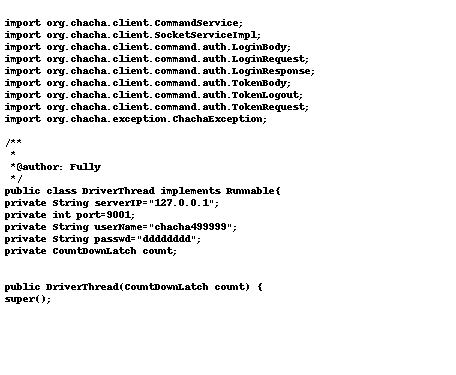 import org.chacha.client.CommandService;
import org.chacha.client.SocketServiceImpl;
import org.chacha.client.command.auth.LoginBody;
import org.chacha.client.command.auth.LoginRequest;
import org.chacha.client.command.auth.LoginResponse;
import org.chacha.client.command.auth.TokenBody;
import org.chacha.client.command.auth.TokenLogout;
import org.chacha.client.command.auth.TokenRequest;
import org.chacha.exception.ChachaException;
/**
*
*@author: Fully
*/
public class DriverThread implements Runnable{
private String serverIP="127.0.0.1";
private int port=9001;
private String userName="chacha499999";
private String passwd="dddddddd";
private CountDownLatch count;
public DriverThread(CountDownLatch count) {
super();